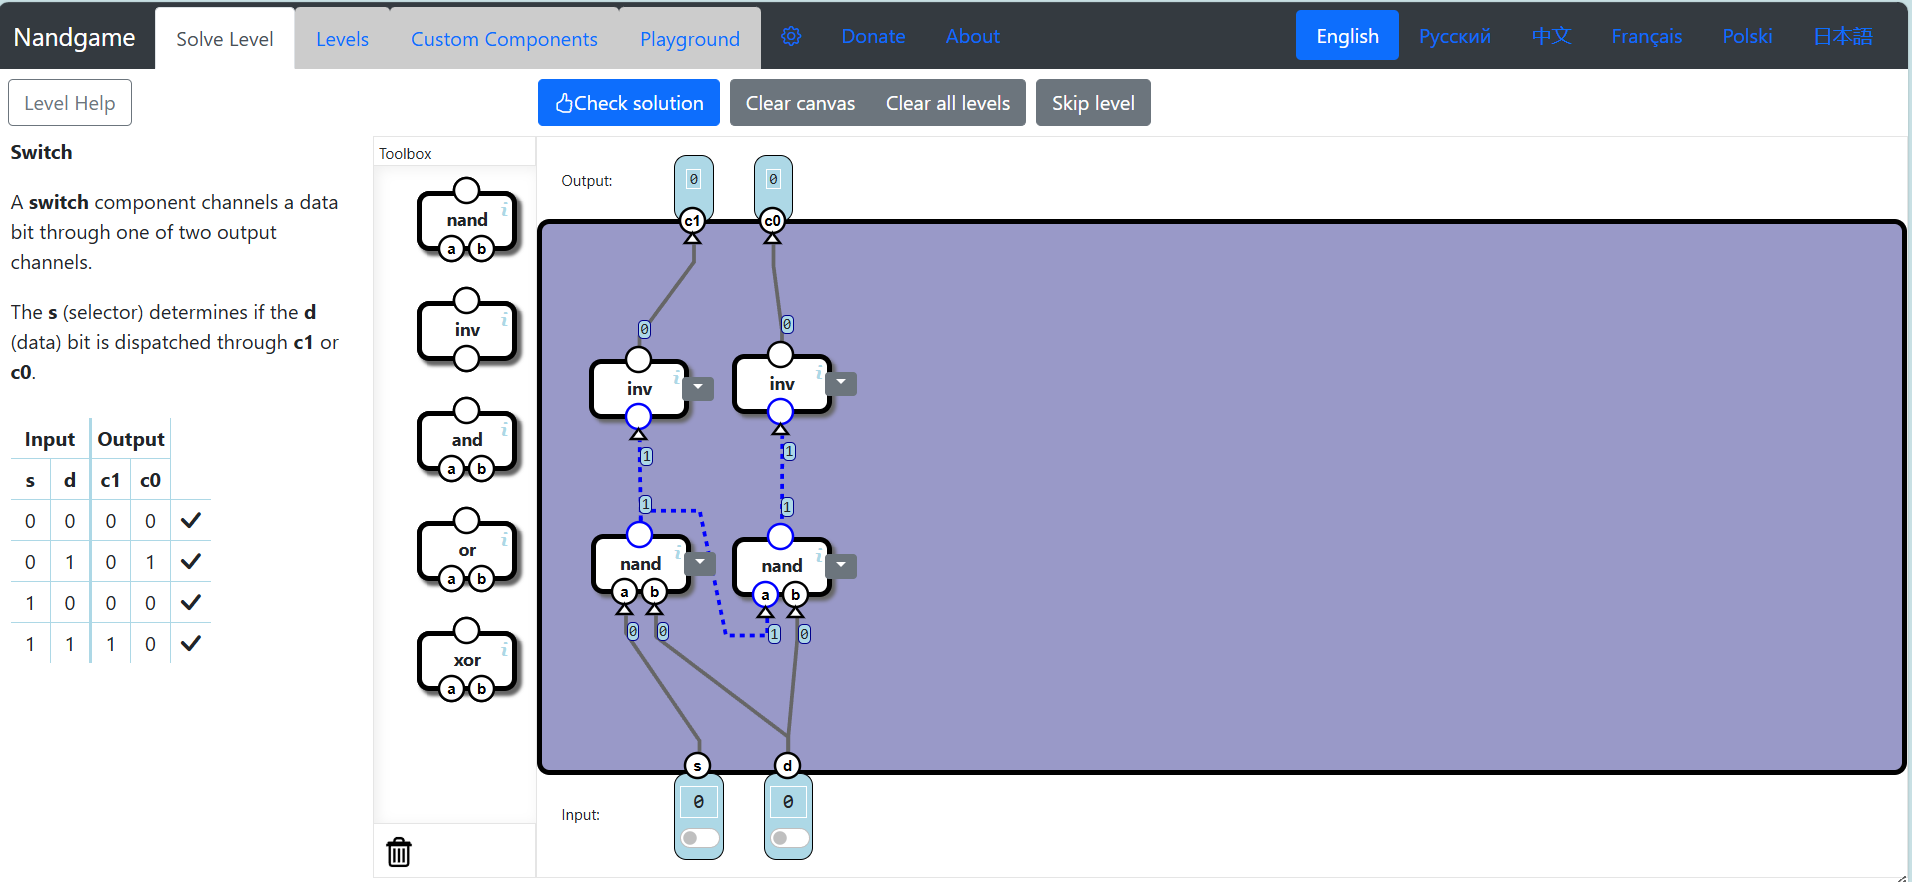 Nandgame Solve Level Levels Custom Components Playground Donate About English Русский 中文 Français Polski 日本語
Level Help Check solution Clear canvas Clear all levels Skip level
Switch
A switch component channels a data
bit through one of two output
channels.
The s (selector) determines if the d
(data) bit is dispatched through c1 or
c0.
Input Output
s d c1 c0
0 0 0 0
0 1 0 1
1 0 0 0
1 1 1 0
Toolbox
nand i
a b
inv i
and i
a b
or i
a b
xor i
a b
Output: 0 0
c1 c0
0 0
inv i inv i
1 1
1 1
nand i nand i
a b a b
0 0 1 0
s d
0 0
Input: